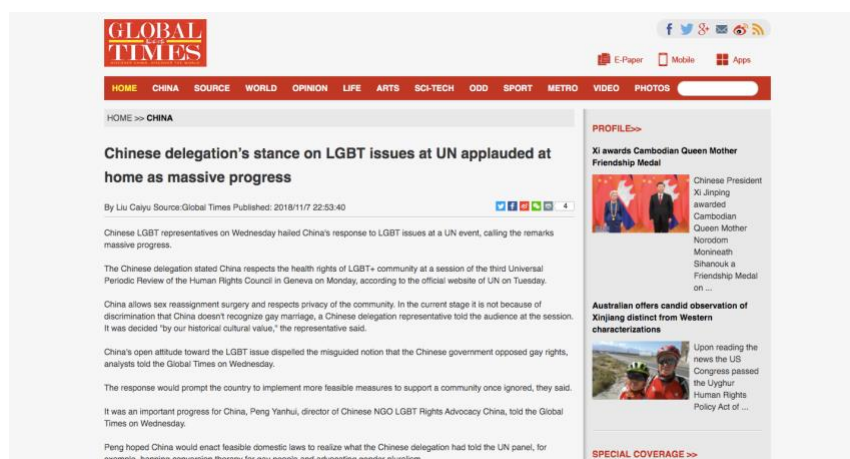 GLOBAL
TIMES
E-Paper Mobile Apps
HOME CHINA SOURCE WORLD OPINION LIFE ARTS SCI-TECH ODD SPORT METRO VIDEO PHOTOS
HOME >> CHINA
Chinese delegation's stance on LGBT issues at UN applauded at
home as massive progress
By Liu Caiyu Source:Global Times Published: 2018/11/7 22:53:40
4
Chinese LGBT representatives on Wednesday hailed China's response to LGBT issues at a UN event, calling the remarks
massive progress.
The Chinese delegation stated China respects the health rights of LGBT+ community at a session of the third Universal
Periodic Review of the Human Rights Council in Geneva on Monday, according to the official website of UN on Tuesday.
China allows sex reassignment surgery and respects privacy of the community. In the current stage it is not because of
discrimination that China doesn't recognize gay marriage, a Chinese delegation representative told the audience at the session.
It was decided "by our historical cultural value," the representative said.
China's open attitude toward the LGBT issue dispelled the misguided notion that the Chinese government opposed gay rights,
analysts told the Global Times on Wednesday.
The response would prompt the country to implement more feasible measures to support a community once ignored, they said.
It was an important progress for China, Peng Yanhui, director of Chinese NGO LGBT Rights Advocacy China, told the Global
Times on Wednesday.
Peng hoped China would enact feasible domestic laws to realize what the Chinese delegation had told the UN panel, for
PROFILE>>
Xi awards Cambodian Queen Mother
Friendship Medal
Chinese President
Xi Jinping
awarded
Cambodian
Queen Mother
Norodom
Monineath
Sihanouk a
Friendship Medal
on ...
Australian offers candid observation of
Xinjiang distinct from Western
characterizations
Upon reading the
news the US
Congress passed
the Uyghur
Human Rights
Policy Act of ...
SPECIAL COVERAGE >>